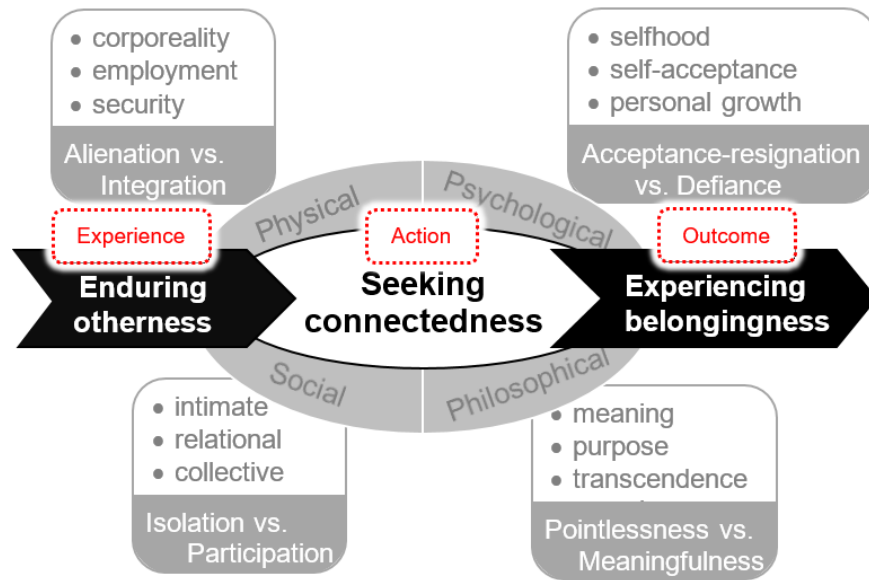 • corporeality
• employment
• security
Alienation vs.
Integration
• selfhood
• self-acceptance
• personal growth
Acceptance-resignation
vs. Defiance
Physical
Psychological
Experience
Action
Outcome
Enduring
otherness
Seeking
connectedness
Experiencing
belongingness
Social
Philosophical
• intimate
• relational
• collective
Isolation vs.
Participation
• meaning
• purpose
• transcendence
Pointlessness vs.
Meaningfulness